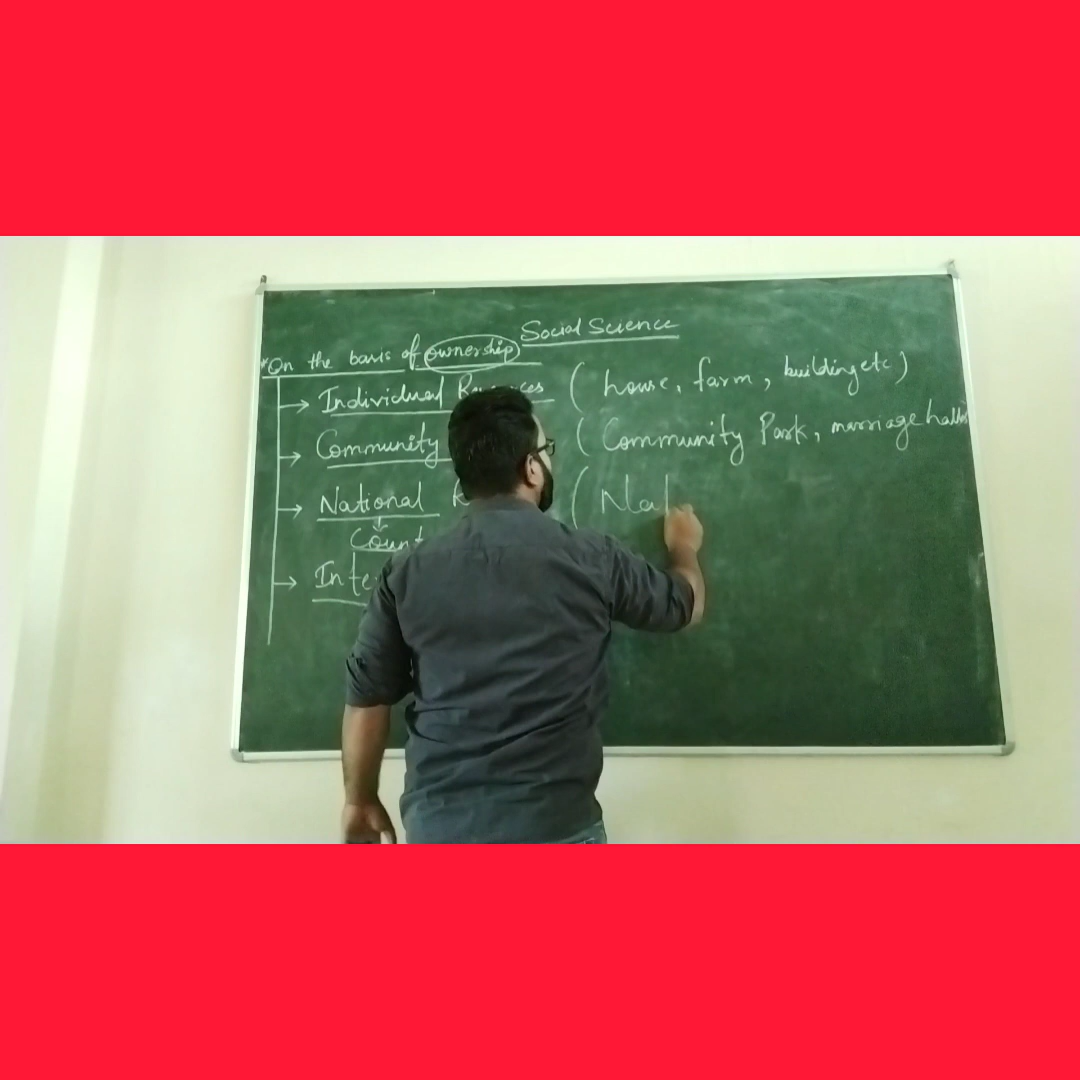 Social Science
*On the basis of ownership
→ Individual Resources ( house, farm, building etc )
→ Community ( Community Park, marriage halls
→ National ( Na
Count
→ Inte